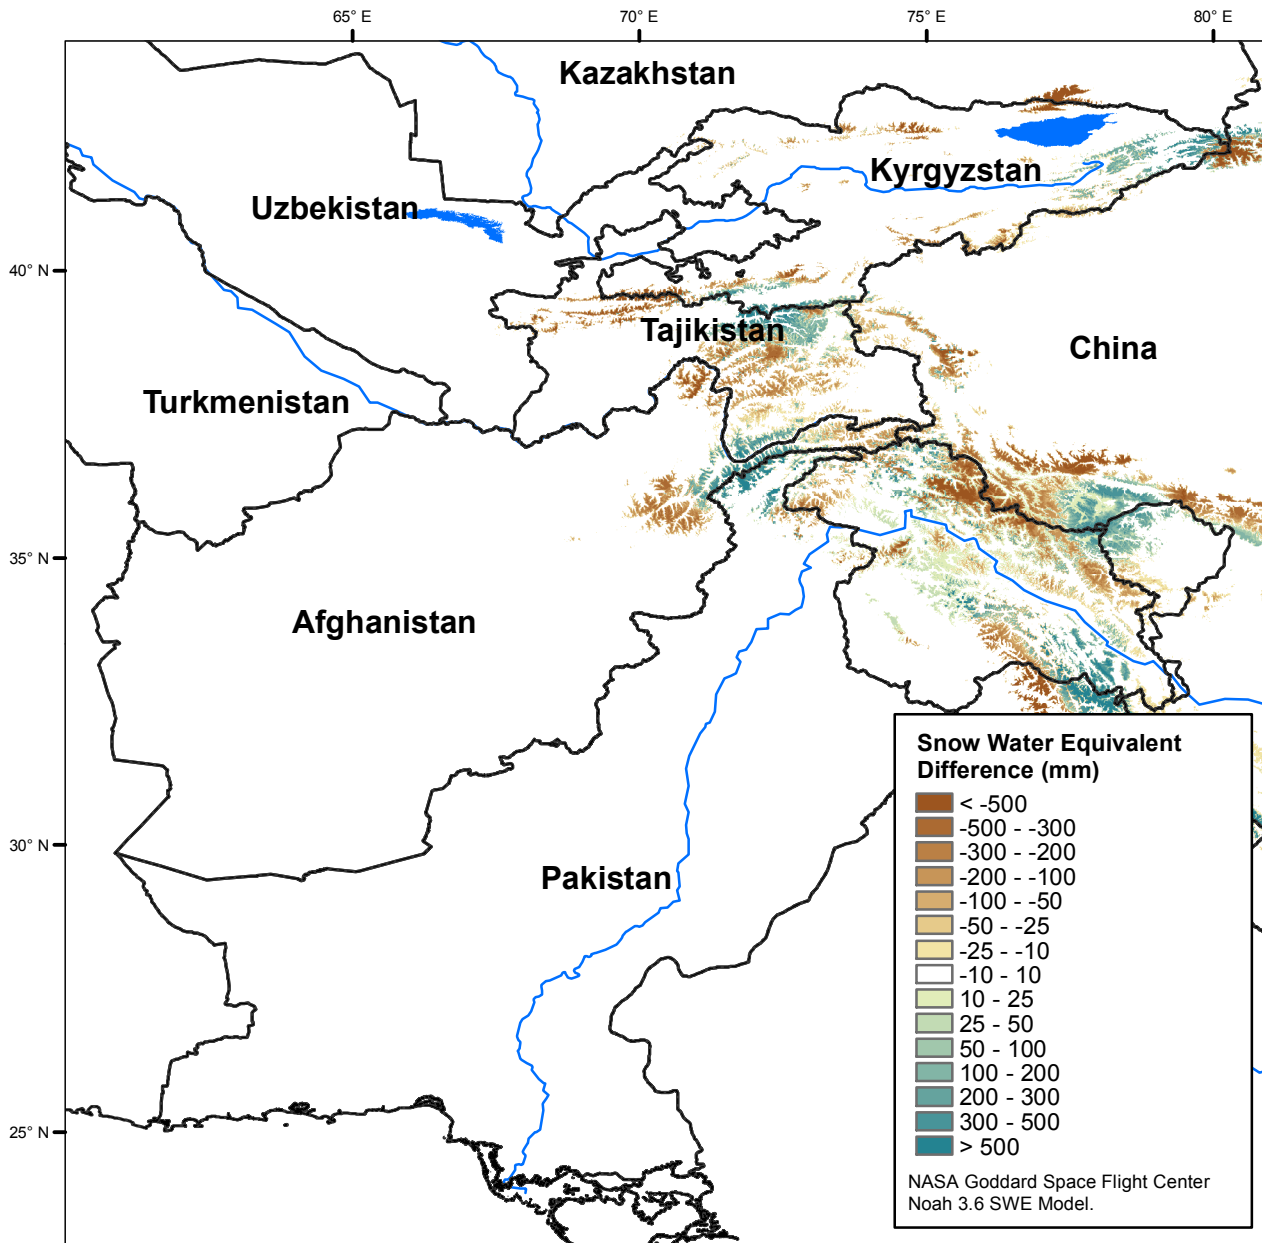 65° E
70° E
75° E
80° E
Kazakhstan
Kyrgyzstan
Uzbekistan
40° N
Tajikistan
China
Turkmenistan
35° N
Afghanistan
30° N
Pakistan
25° N
Snow Water Equivalent
Difference (mm)
< -500
-500 - -300
-300 - -200
-200 - -100
-100 - -50
-50 - -25
-25 - -10
-10 - 10
10 - 25
25 - 50
50 - 100
100 - 200
200 - 300
300 - 500
> 500
NASA Goddard Space Flight Center
Noah 3.6 SWE Model.